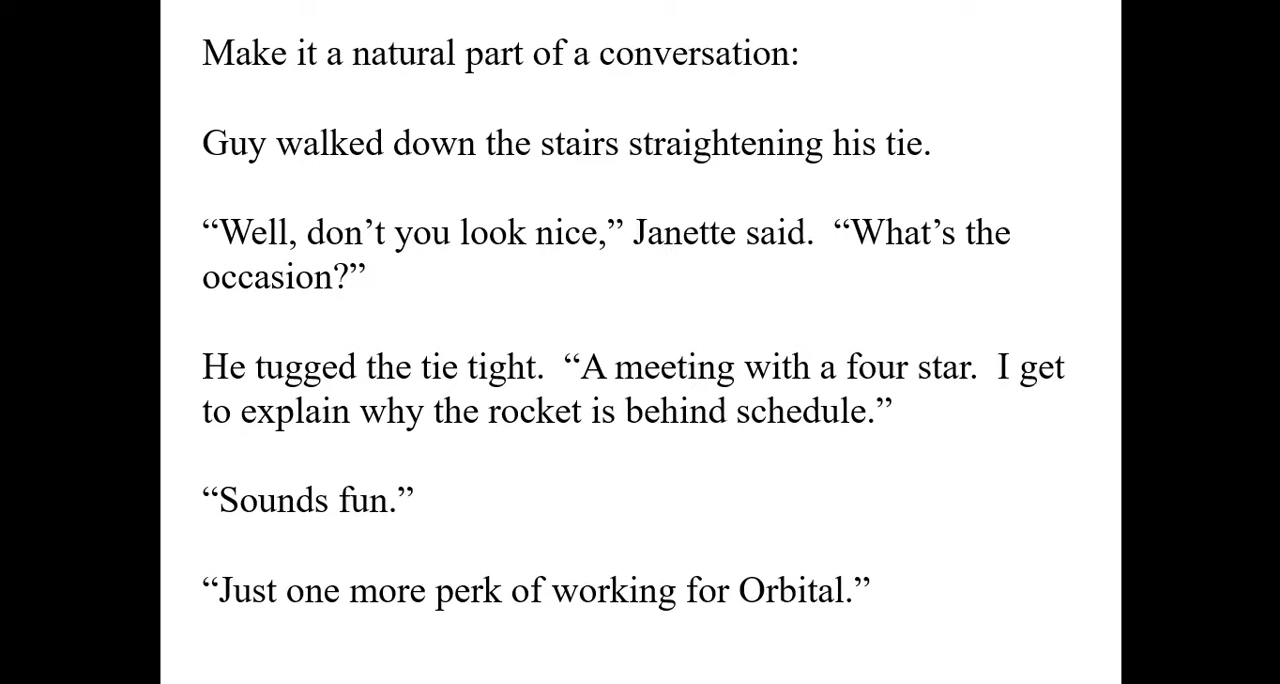 Make it a natural part of a conversation:
Guy walked down the stairs straightening his tie.
“Well, don’t you look nice,” Janette said.  “What’s the
occasion?”
He tugged the tie tight.  “A meeting with a four star.  I get
to explain why the rocket is behind schedule.”
“Sounds fun.”
“Just one more perk of working for Orbital.”